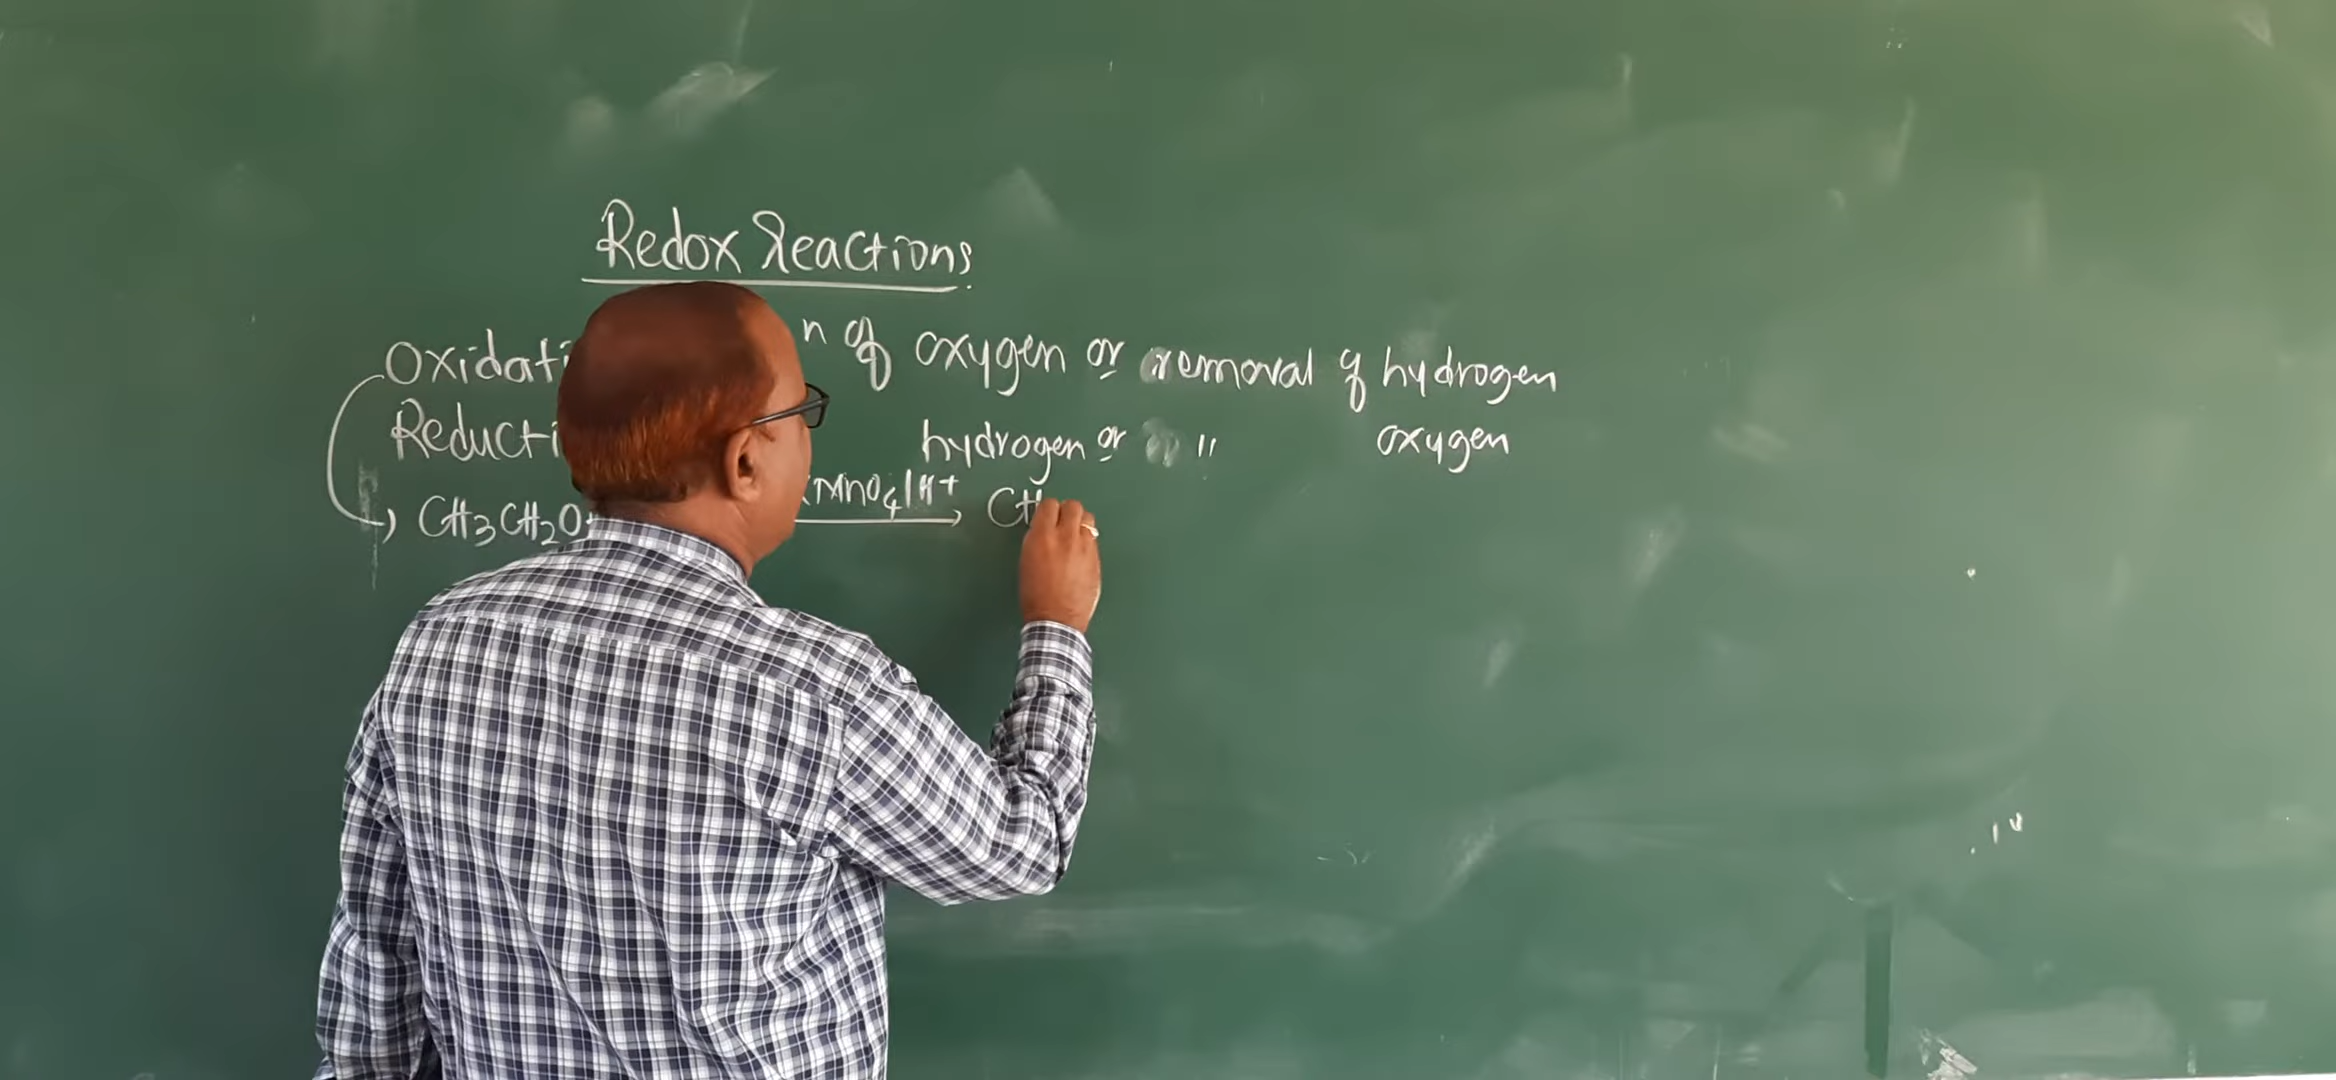 Redox Reactions
Oxidati n of oxygen or removal of hydrogen
Reducti hydrogen or " oxygen
CH3CH2O KMnO4/H+ → CH